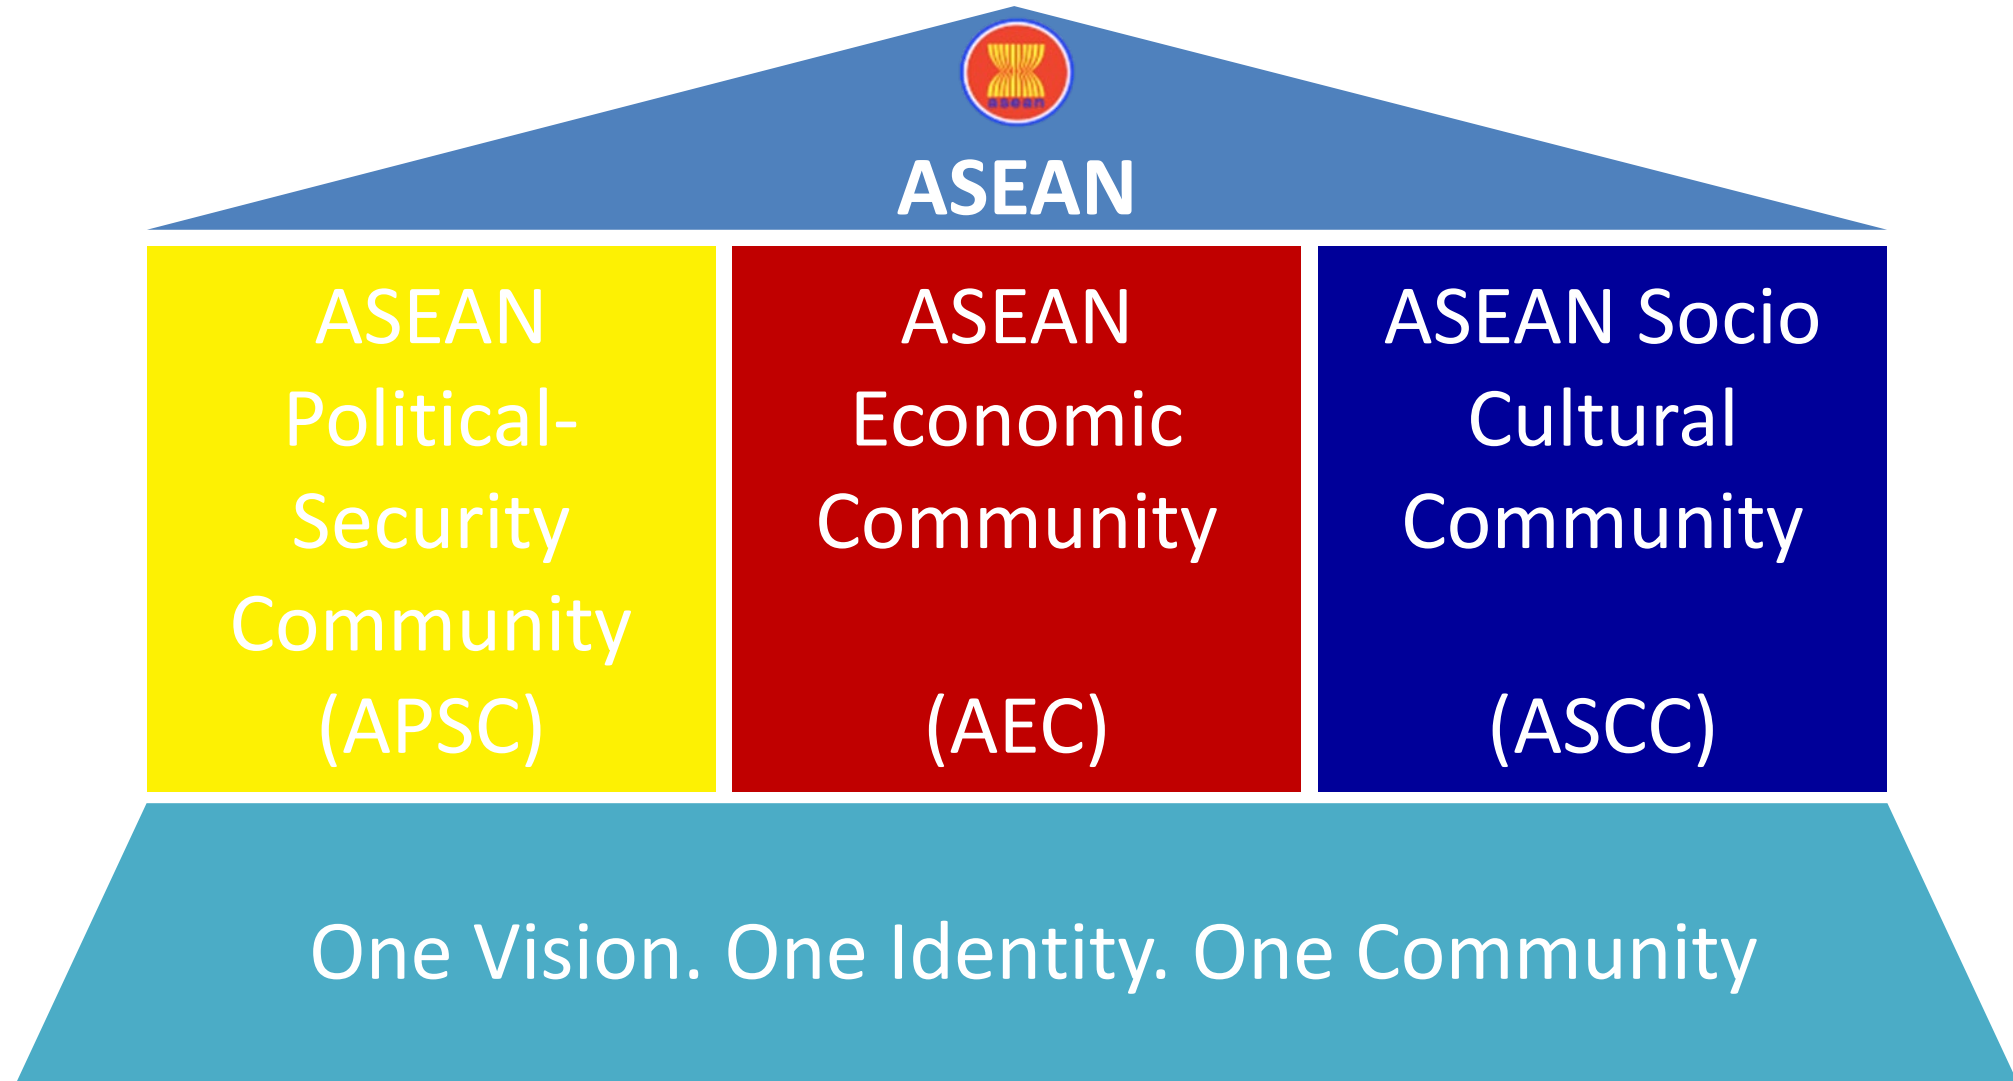 asean
ASEAN
ASEAN
Political-
Security
Community
(APSC)
ASEAN
Economic
Community
(AEC)
ASEAN Socio
Cultural
Community
(ASCC)
One Vision. One Identity. One Community